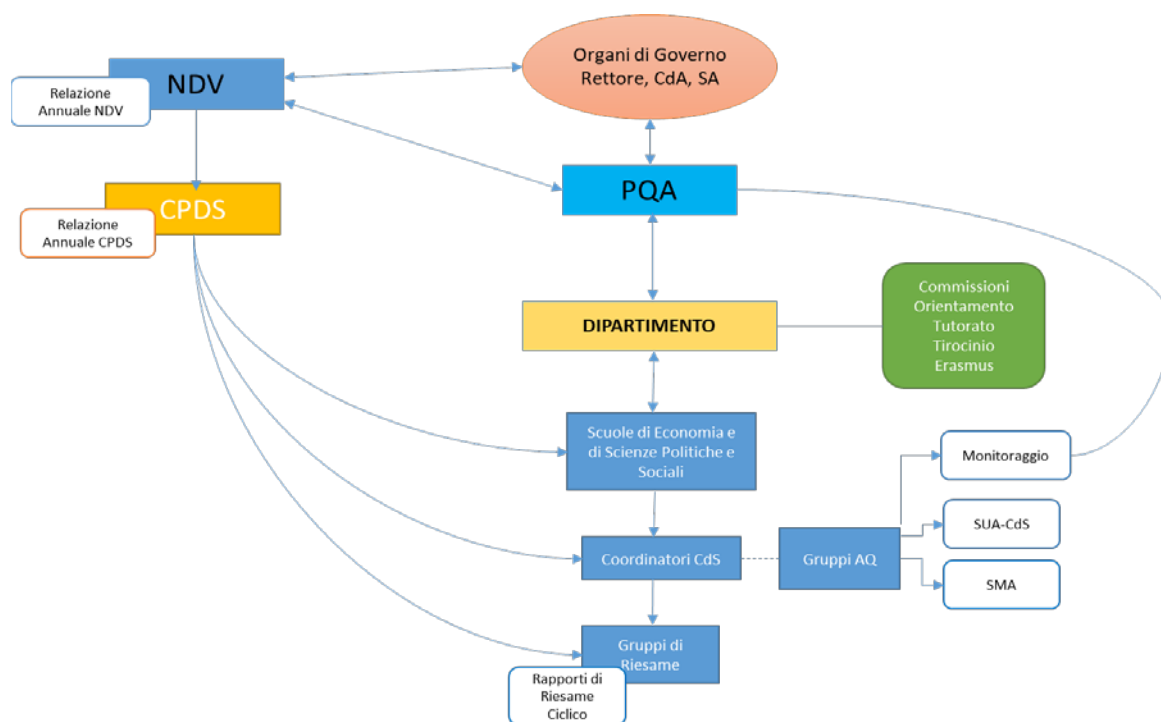 Organi di Governo
Rettore, CdA, SA
NDV
Relazione
Annuale NDV
PQA
CPDS
Relazione
Annuale CPDS
Commissioni
Orientamento
Tutorato
Tirocinio
Erasmus
DIPARTIMENTO
Scuole di Economia e
di Scienze Politiche e
Sociali
Monitoraggio
SUA-CdS
Coordinatori CdS
Gruppi AQ
SMA
Gruppi di
Riesame
Rapporti di
Riesame
Ciclico